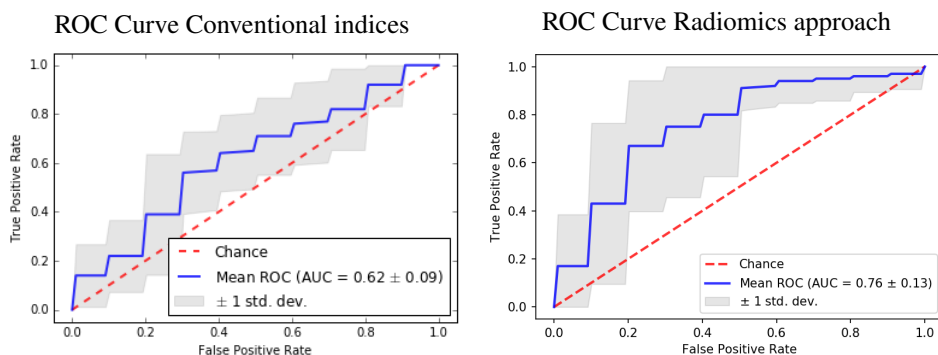 ROC Curve Conventional indices
1.0
0.8
0.6
0.4
0.2
0.0
True Positive Rate
0.0
0.2
0.4
0.6
0.8
1.0
False Positive Rate
Chance
Mean ROC (AUC = 0.62 ± 0.09)
± 1 std. dev.
ROC Curve Radiomics approach
1.0
0.8
0.6
0.4
0.2
0.0
True Positive Rate
0.0
0.2
0.4
0.6
0.8
1.0
False Positive Rate
Chance
Mean ROC (AUC = 0.76 ± 0.13)
± 1 std. dev.